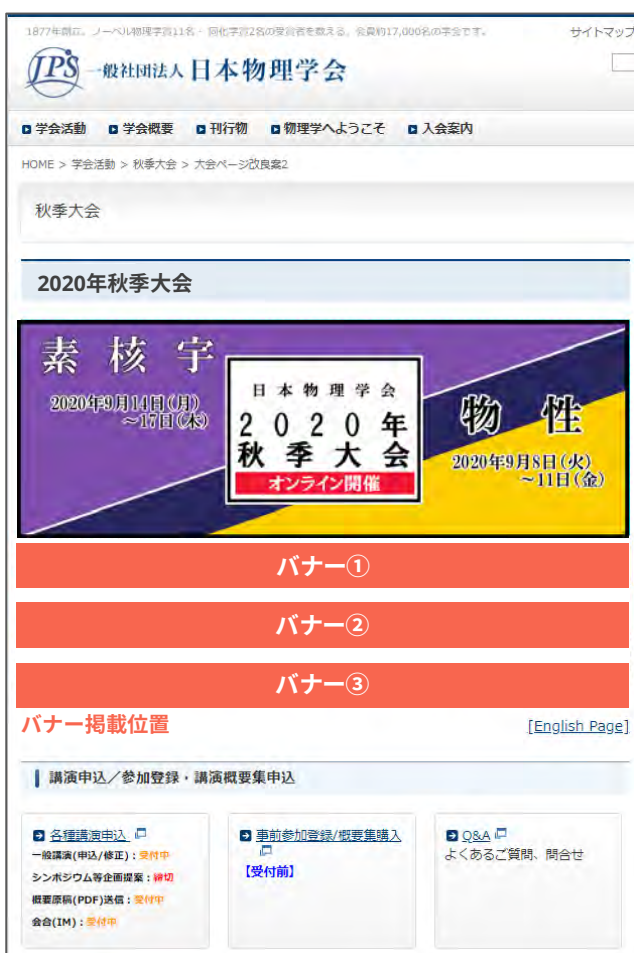 1877年創立。ノーベル物理学賞11名・同化学賞2名の受賞者を数える、会員約17,000名の学会です。
サイトマップ
JPS 一般社団法人 日本物理学会
学会活動 学会概要 刊行物 物理学へようこそ 入会案内
HOME > 学会活動 > 秋季大会 > 大会ページ改良案2
秋季大会
2020年秋季大会
素核宇
2020年9月14日(月)
～17日(木)
日本物理学会
2020年
秋季大会
オンライン開催
物性
2020年9月8日(火)
～11日(金)
バナー①
バナー②
バナー③
バナー掲載位置
[English Page]
講演申込／参加登録・講演概要集申込
各種講演申込
一般講演(申込/修正)：受付中
シンポジウム等企画提案：締切
概要原稿(PDF)送信：受付中
会合(IM)：受付中
事前参加登録/概要集購入
【受付前】
Q&A
よくあるご質問、問合せ